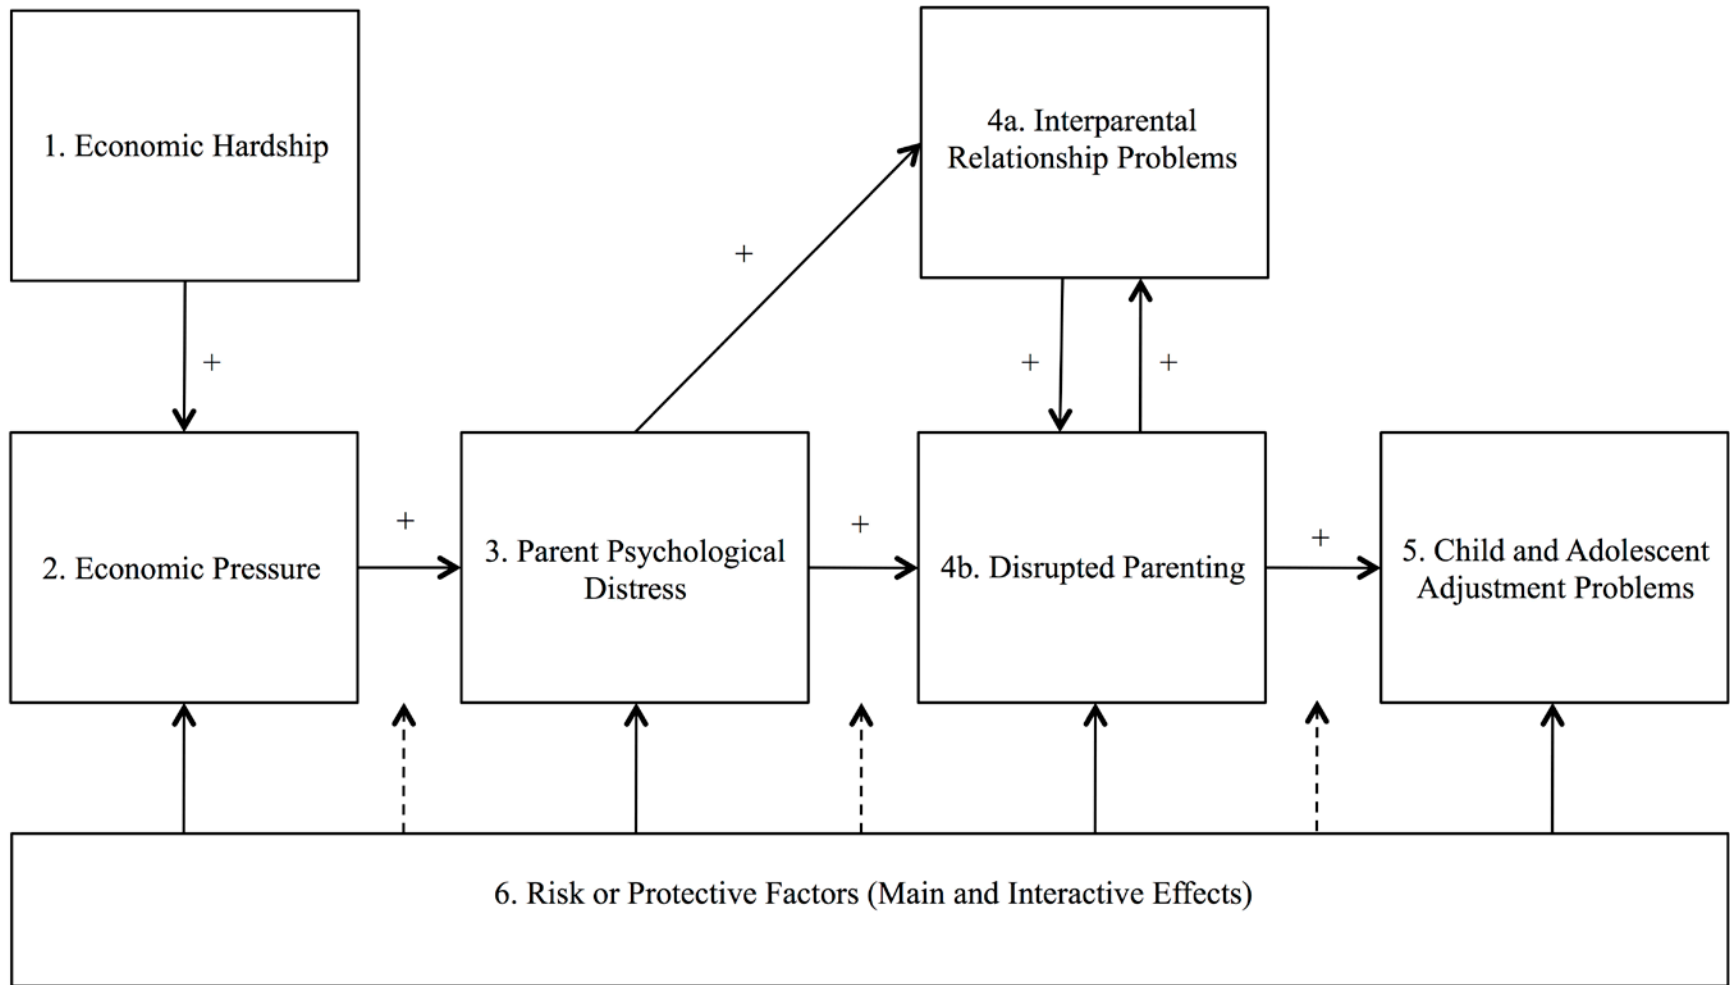 1. Economic Hardship
4a. Interparental
Relationship Problems
+
+
+
+
2. Economic Pressure
+
3. Parent Psychological
Distress
+
4b. Disrupted Parenting
+
5. Child and Adolescent
Adjustment Problems
6. Risk or Protective Factors (Main and Interactive Effects)